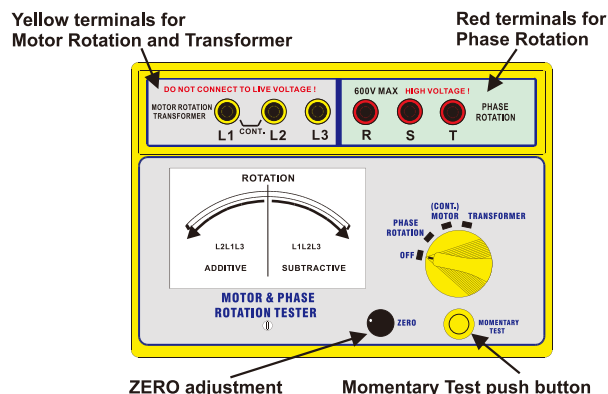 Yellow terminals for
Motor Rotation and Transformer
Red terminals for
Phase Rotation
DO NOT CONNECT TO LIVE VOLTAGE !
MOTOR ROTATION
TRANSFORMER
L1 CONT. L2 L3
600V MAX HIGH VOLTAGE !
PHASE
ROTATION
R S T
ROTATION
L2L1L3 L1L2L3
ADDITIVE SUBTRACTIVE
MOTOR & PHASE
ROTATION TESTER
(CONT.)
MOTOR TRANSFORMER
PHASE
ROTATION
OFF
ZERO
MOMENTARY
TEST
ZERO adjustment
Momentary Test push button